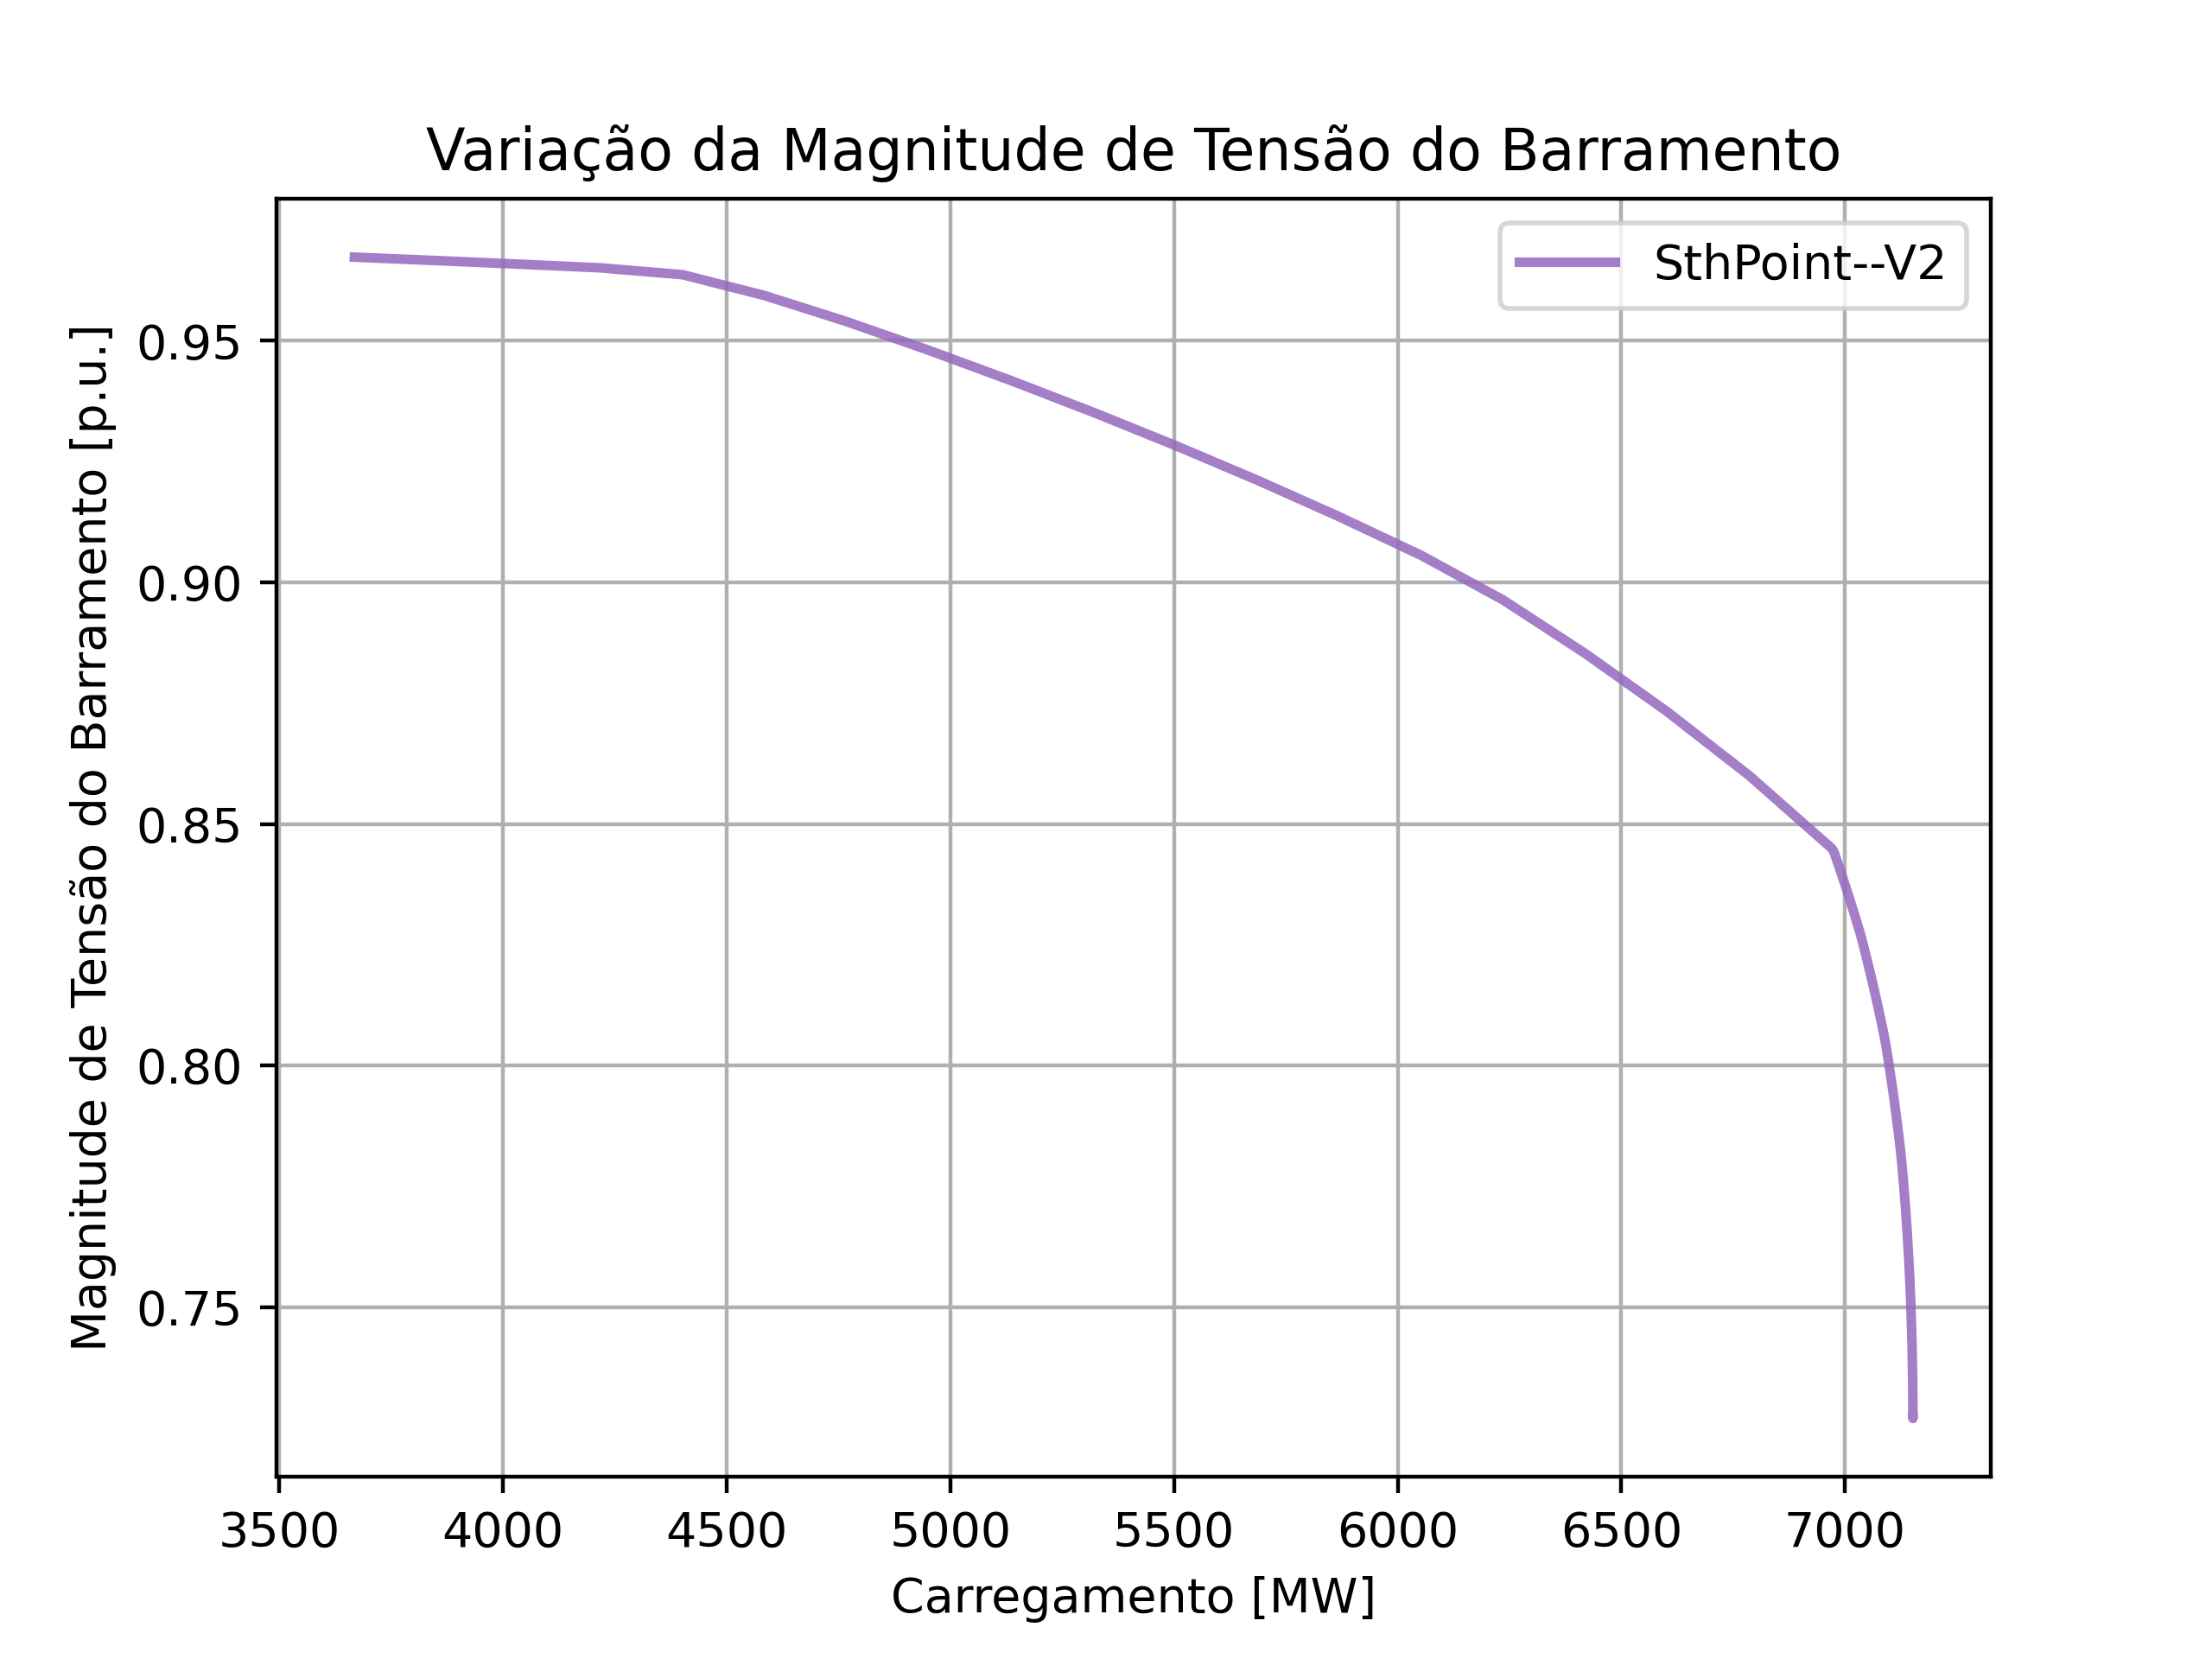 Variação da Magnitude de Tensão do Barramento
SthPoint--V2
Magnitude de Tensão do Barramento [p.u.]
0.95
0.90
0.85
0.80
0.75
3500 4000 4500 5000 5500 6000 6500 7000
Carregamento [MW]